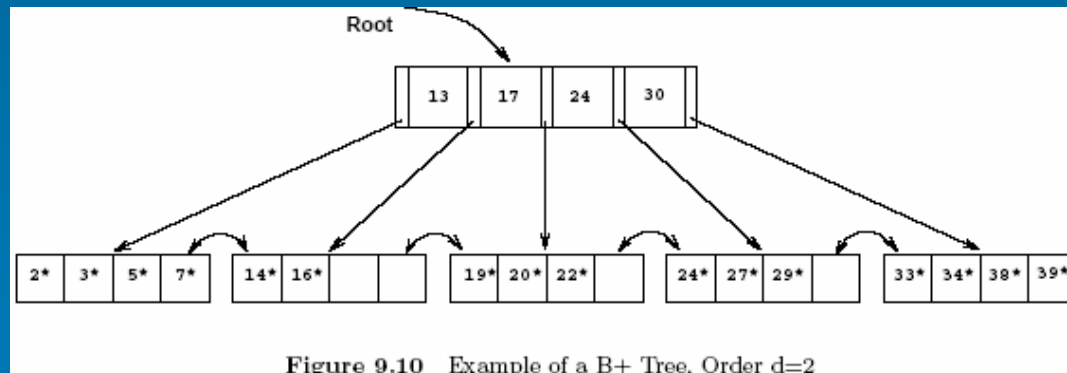 Root
13 17 24 30
2* 3* 5* 7* 14* 16* 19* 20* 22* 24* 27* 29* 33* 34* 38* 39*
Figure 9.10 Example of a B+ Tree, Order d=2